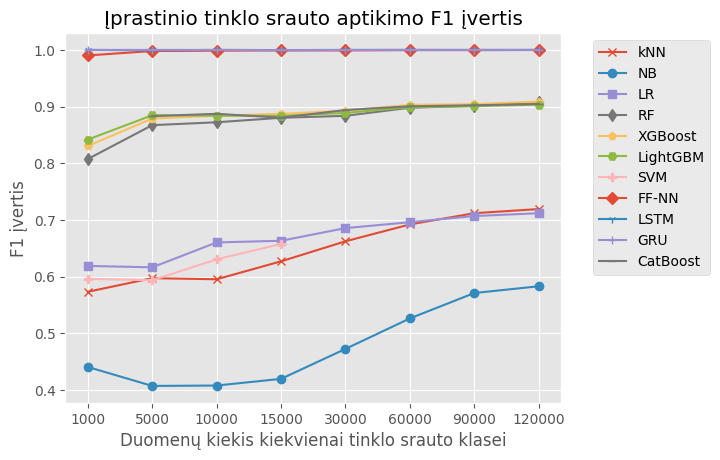 Įprastinio tinklo srauto aptikimo F1 įvertis
1.0
0.9
0.8
0.7
0.6
0.5
0.4
F1 įvertis
1000 5000 10000 15000 30000 60000 90000 120000
Duomenų kiekis kiekvienai tinklo srauto klasei
kNN
NB
LR
RF
XGBoost
LightGBM
SVM
FF-NN
LSTM
GRU
CatBoost